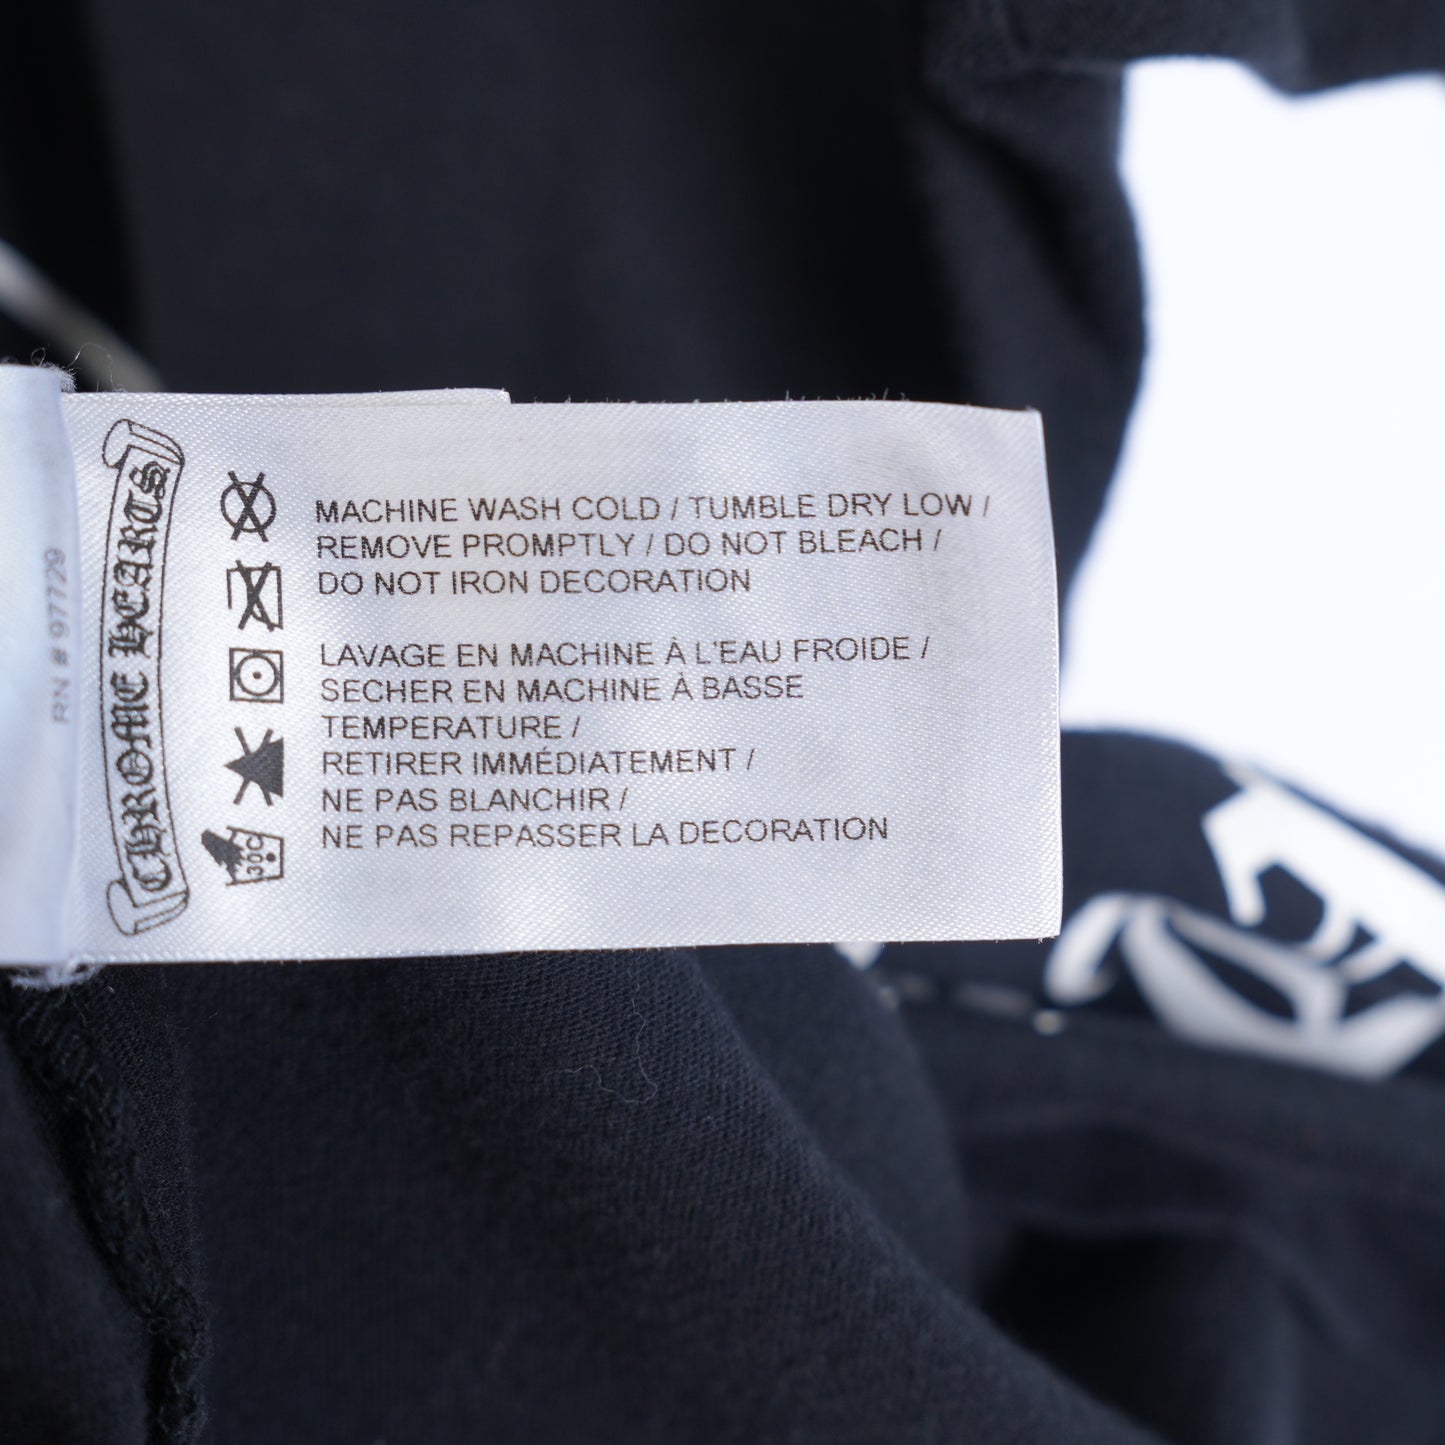 RN # 97729
CHROME HEARTS
MACHINE WASH COLD / TUMBLE DRY LOW /
REMOVE PROMPTLY / DO NOT BLEACH /
DO NOT IRON DECORATION
LAVAGE EN MACHINE À L'EAU FROIDE /
SECHER EN MACHINE À BASSE
TEMPERATURE /
RETIRER IMMÉDIATEMENT /
NE PAS BLANCHIR /
NE PAS REPASSER LA DECORATION
30C